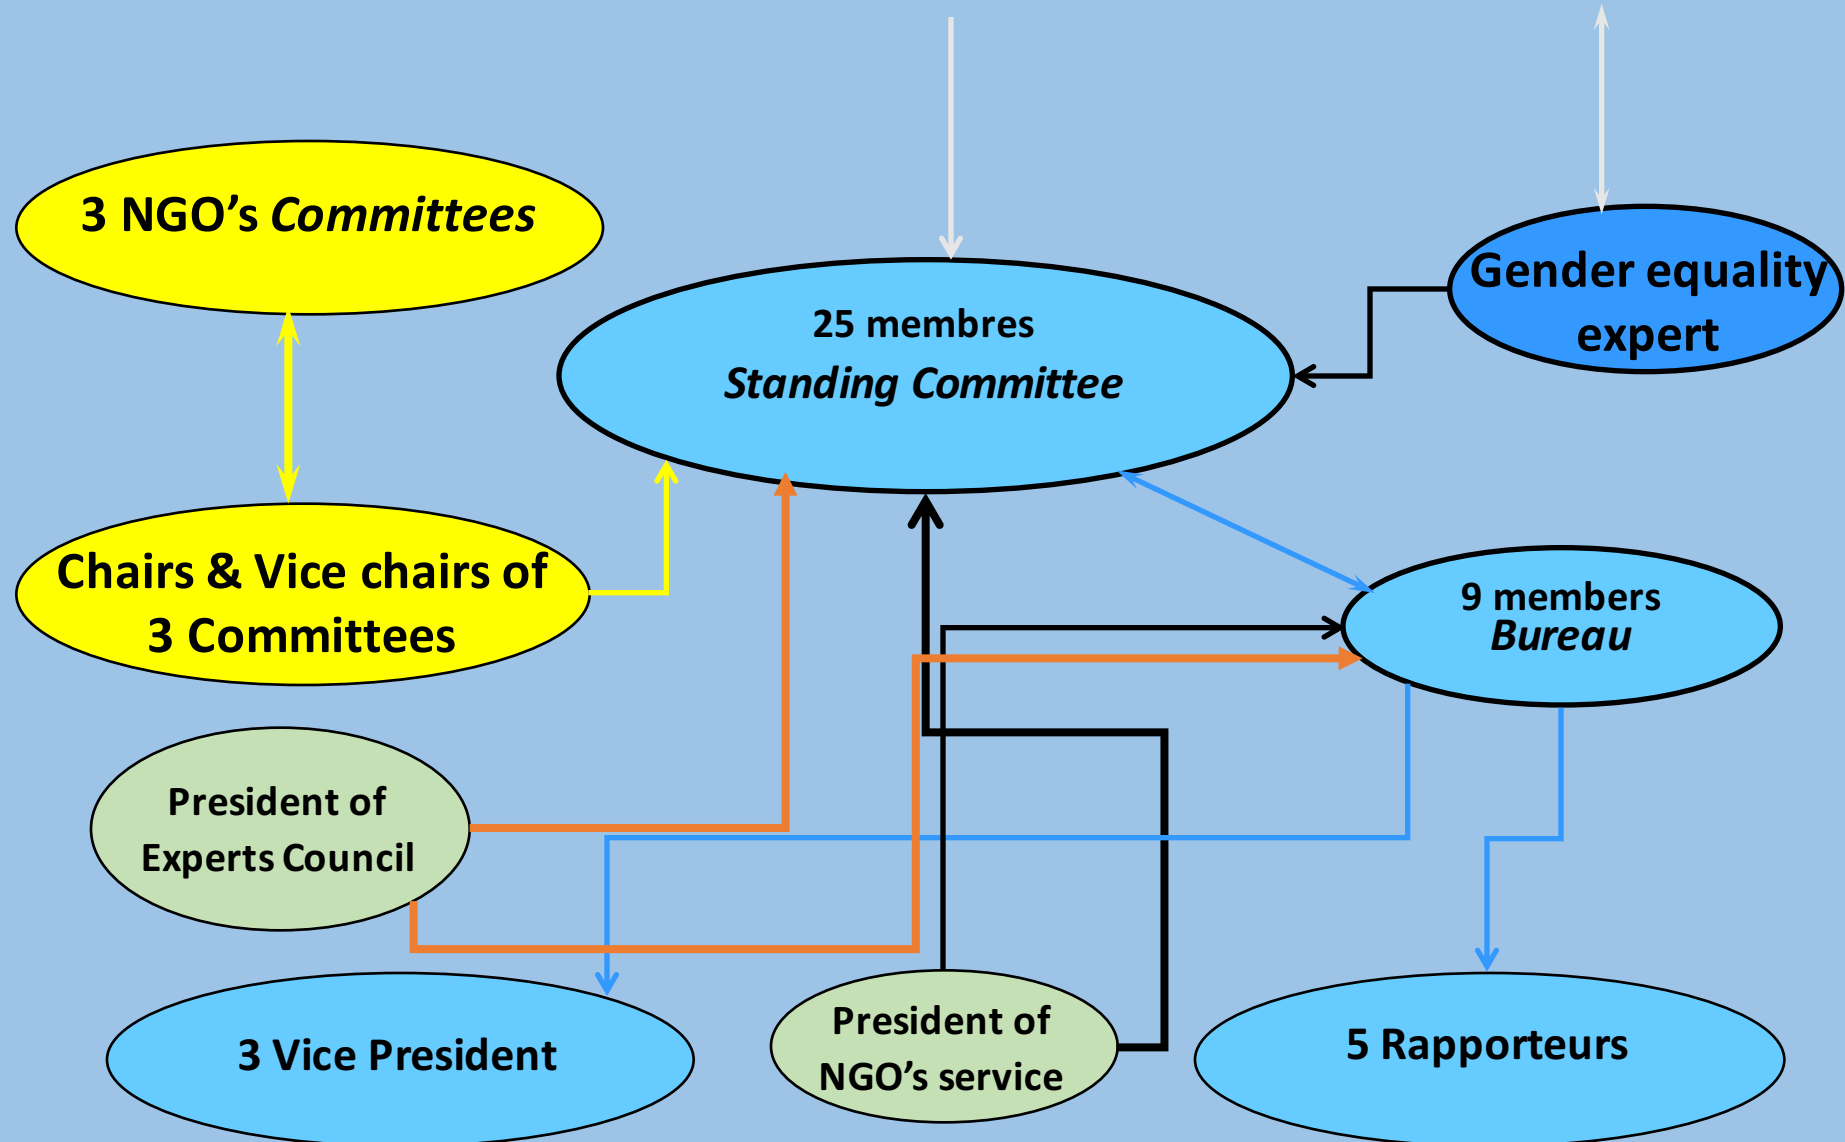 3 NGO’s Committees
25 membres
Standing Committee
Gender equality
expert
Chairs & Vice chairs of
3 Committees
9 members
Bureau
President of
Experts Council
3 Vice President
President of
NGO’s service
5 Rapporteurs